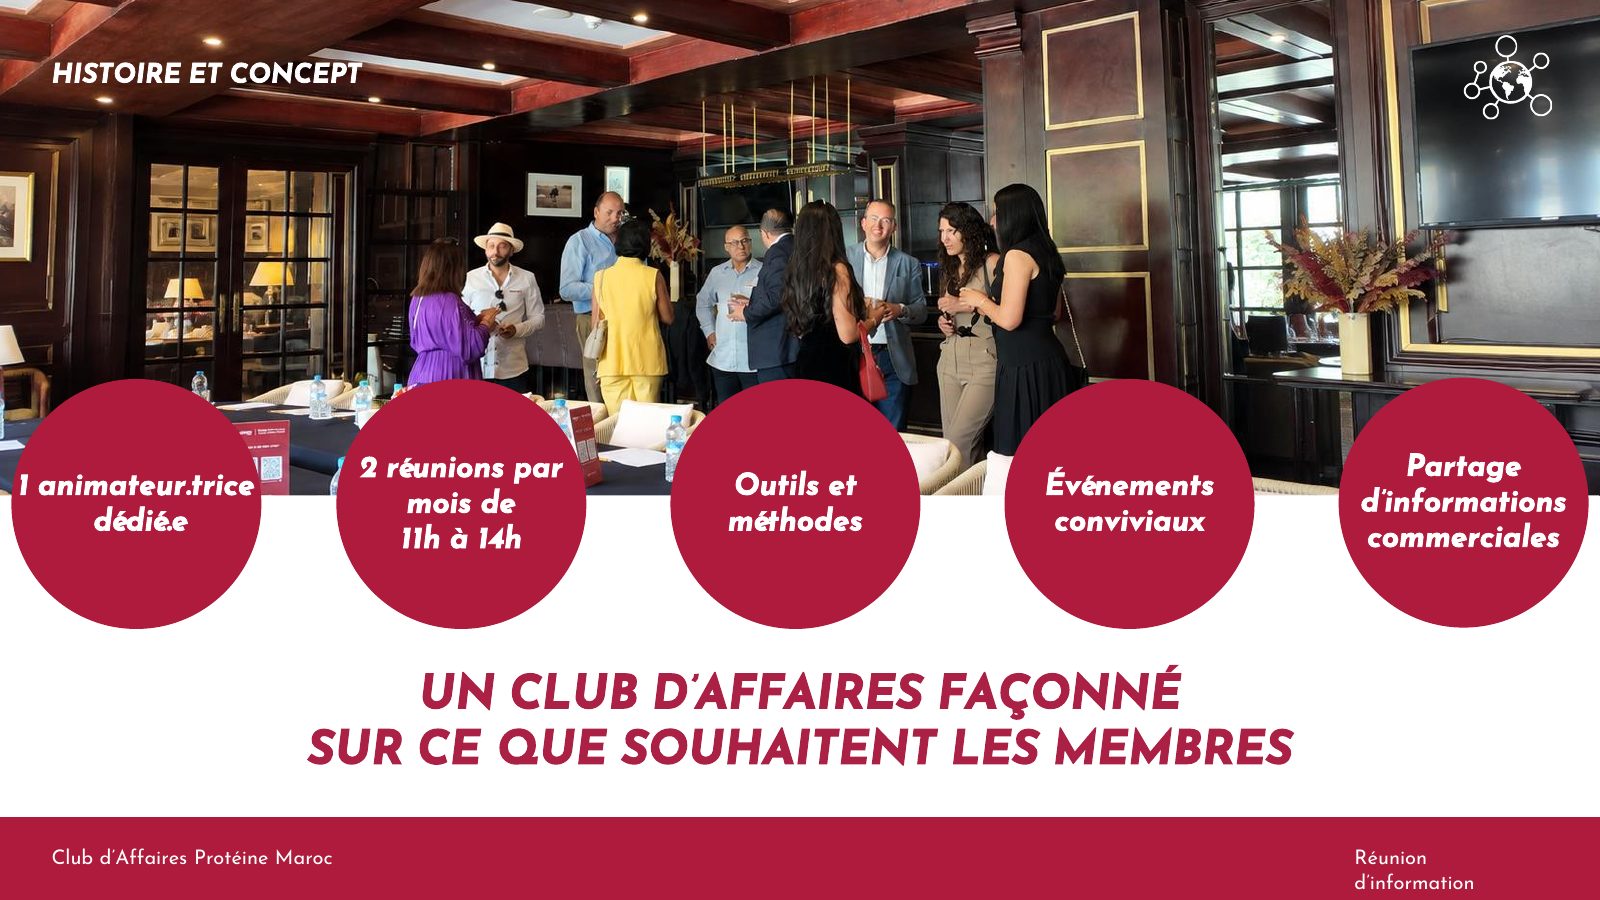 HISTOIRE ET CONCEPT
1 animateur.trice
dédié.e
2 réunions par
mois de
11h à 14h
Outils et
méthodes
Événements
conviviaux
Partage
d'informations
commerciales
UN CLUB D'AFFAIRES FAÇONNÉ
SUR CE QUE SOUHAITENT LES MEMBRES
Club d'Affaires Protéine Maroc
Réunion
d'information